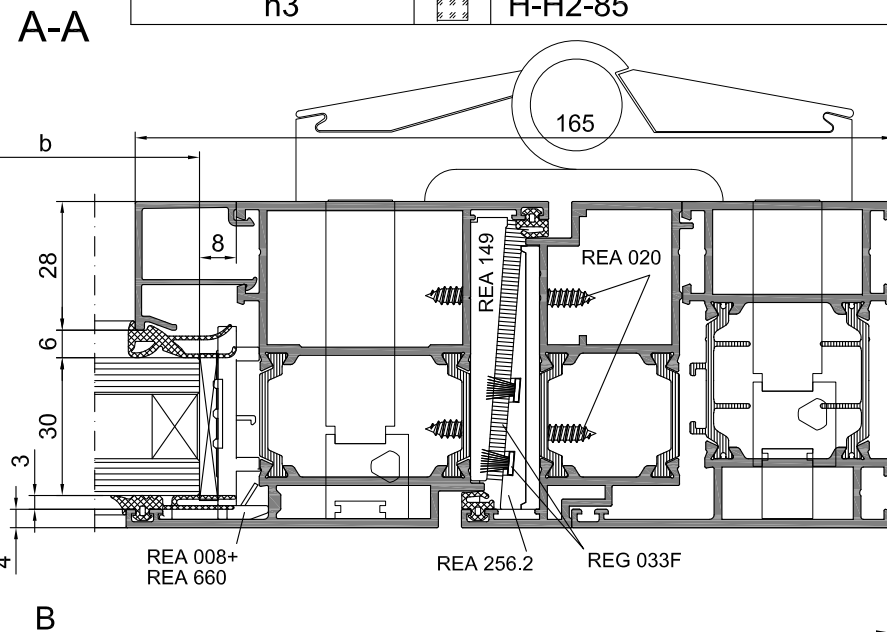 h3 H-H2-85
A-A
165
b
8
28
REA 149
REA 020
6
30
3
4
REA 008+
REA 660
REA 256.2
REG 033F
B